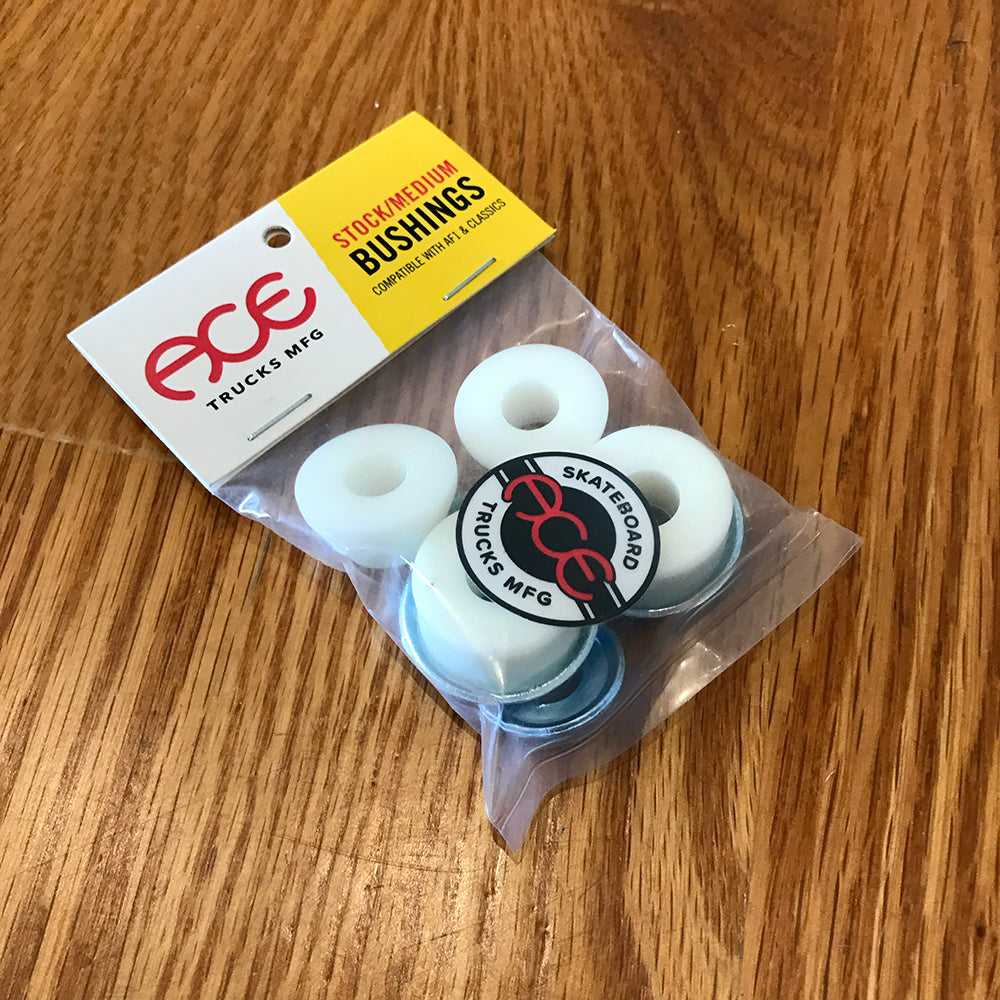 ACE
TRUCKS MFG
STOCK/MEDIUM
BUSHINGS
COMPATIBLE WITH AF1 & CLASSICS
SKATEBOARD
ACE
TRUCKS MFG